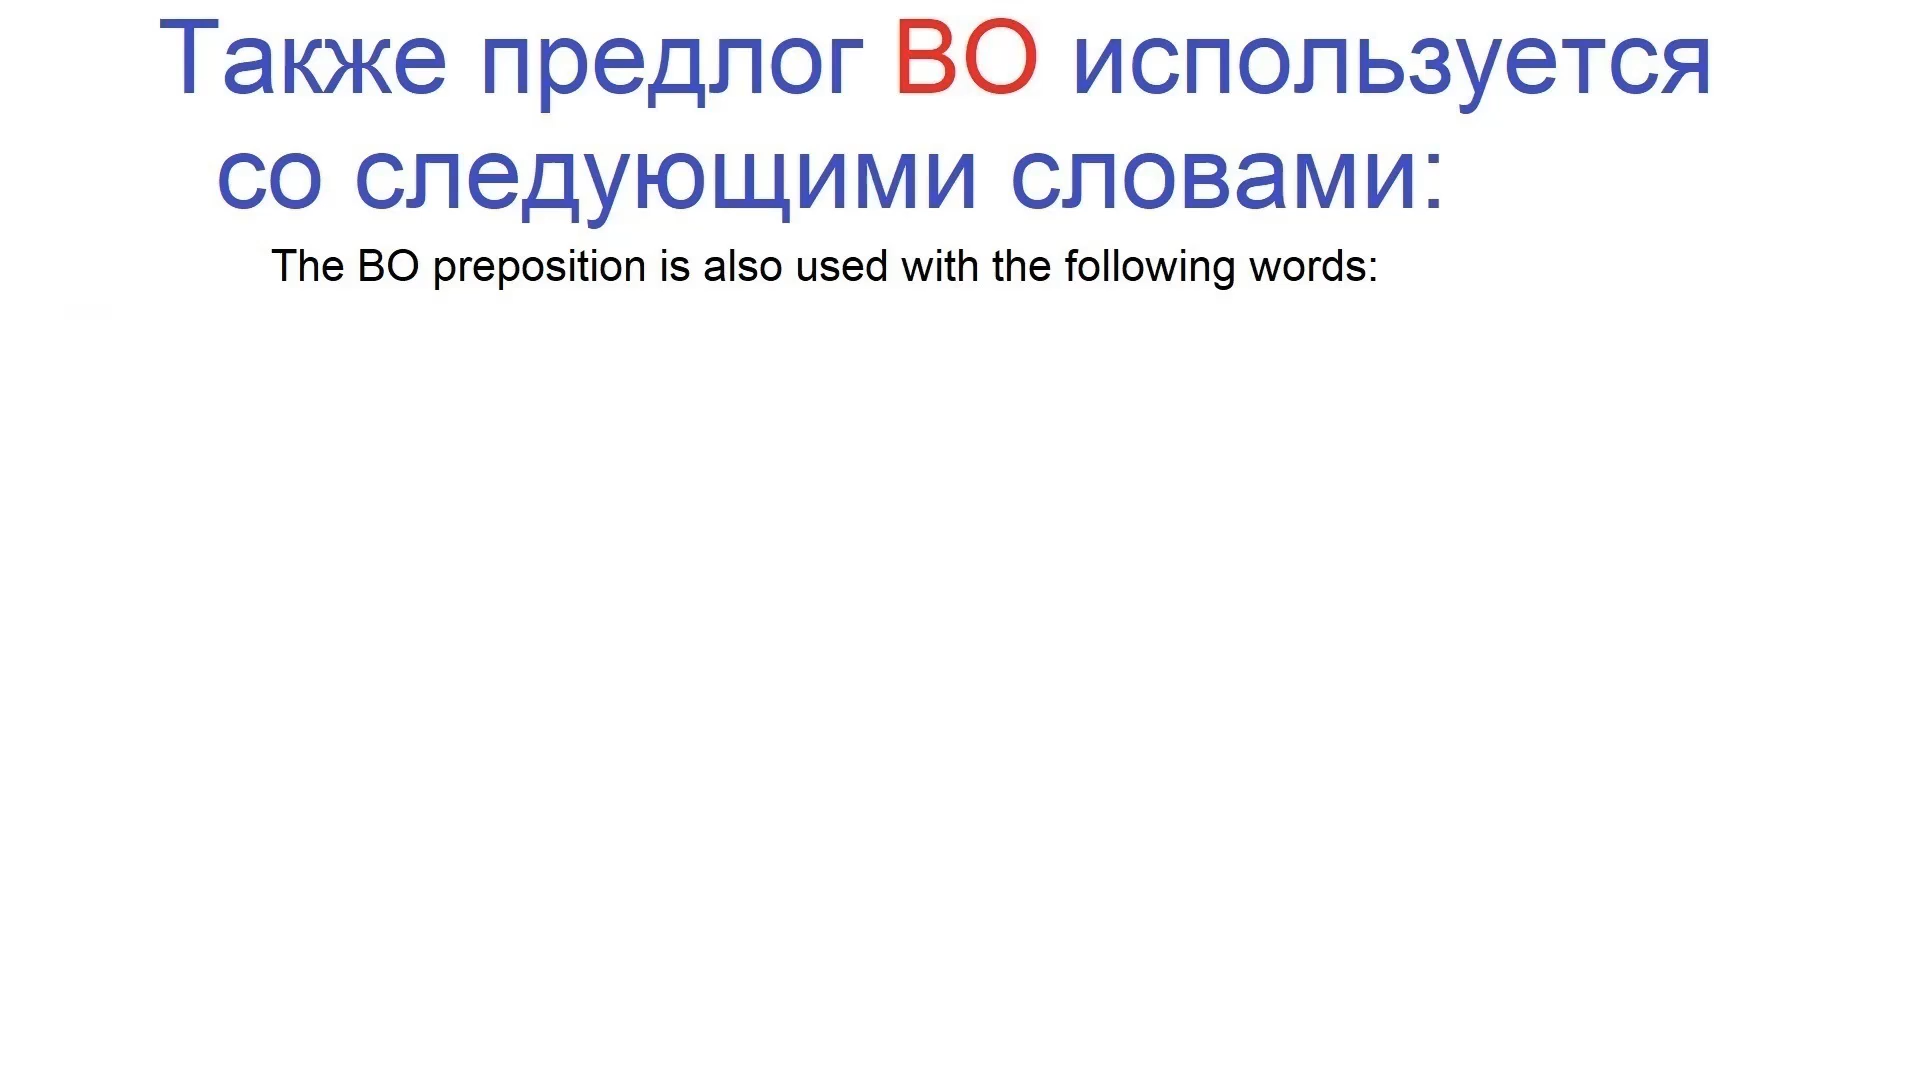 Также предлог ВО используется
со следующими словами:
The ВО preposition is also used with the following words: